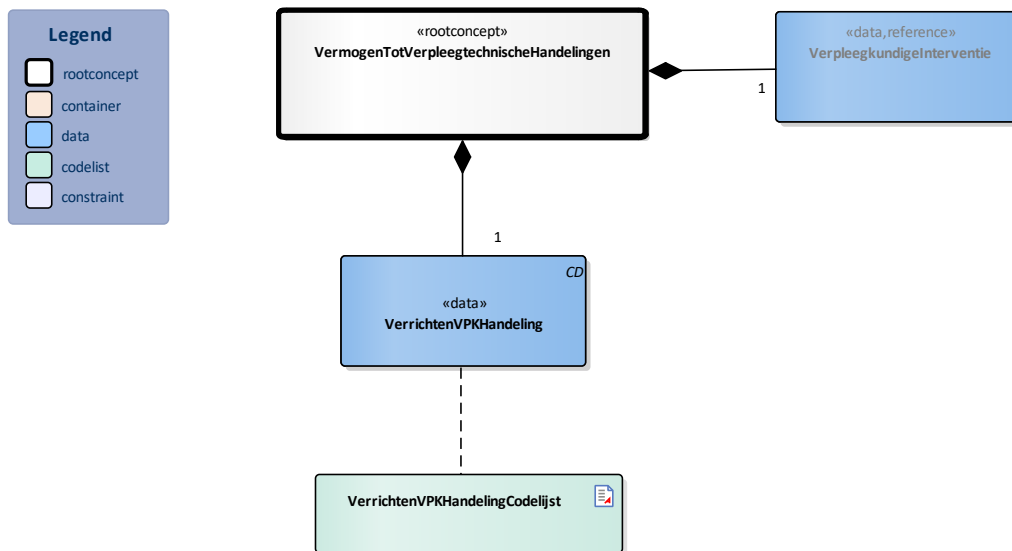 Legend
rootconcept
container
data
codelist
constraint
«rootconcept»
VermogenTotVerpleegtechnischeHandelingen
«data,reference»
VerpleegkundigeInterventie
1
1
CD
«data»
VerrichtenVPKHandeling
VerrichtenVPKHandelingCodelijst